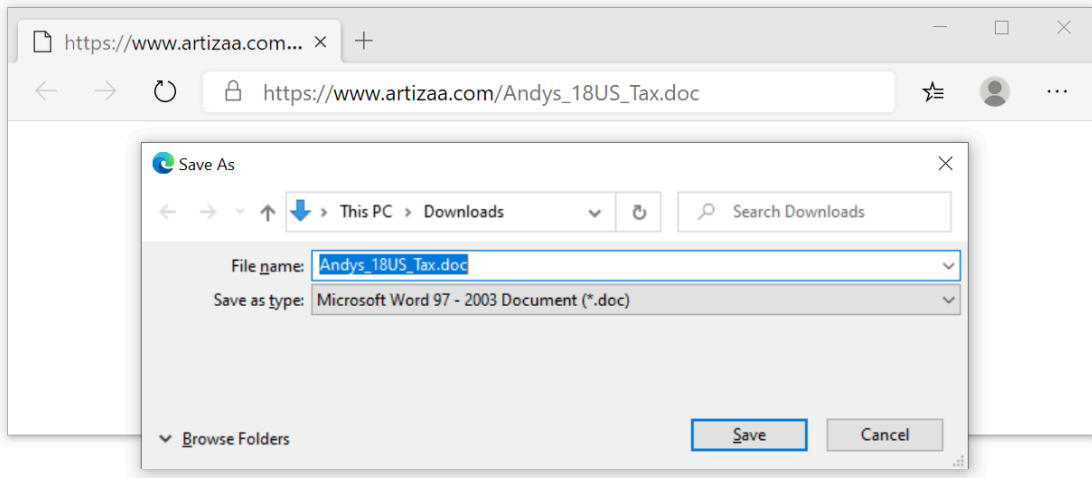 https://www.artizaa.com...
https://www.artizaa.com/Andys_18US_Tax.doc
Save As
This PC > Downloads
Search Downloads
File name: Andys_18US_Tax.doc
Save as type: Microsoft Word 97 - 2003 Document (*.doc)
Browse Folders
Save
Cancel